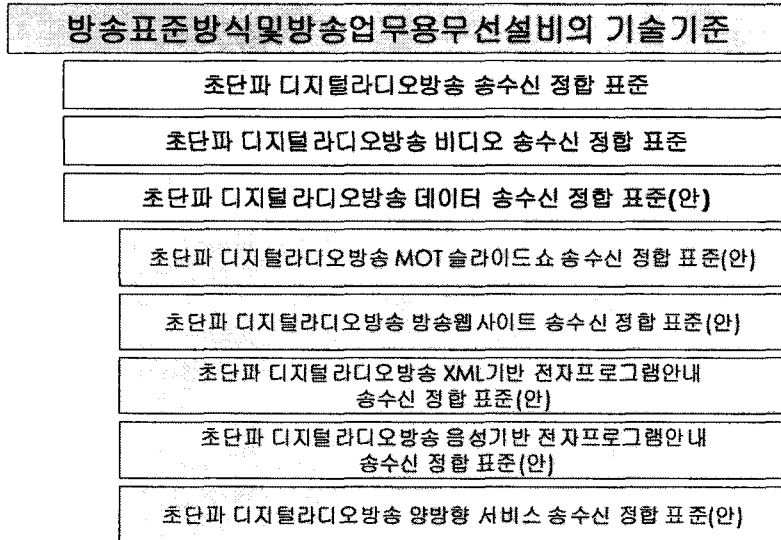 방송표준방식및방송업무용무선설비의 기술기준
초단파 디지털라디오방송 송수신 정합 표준
초단파 디지털라디오방송 비디오 송수신 정합 표준
초단파 디지털라디오방송 데이터 송수신 정합 표준(안)
초단파 디지털라디오방송 MOT 슬라이드쇼 송수신 정합 표준(안)
초단파 디지털라디오방송 방송웹사이트 송수신 정합 표준(안)
초단파 디지털라디오방송 XML기반 전자프로그램안내
송수신 정합 표준(안)
초단파 디지털라디오방송 음성기반 전자프로그램안내
송수신 정합 표준(안)
초단파 디지털라디오방송 양방향 서비스 송수신 정합 표준(안)